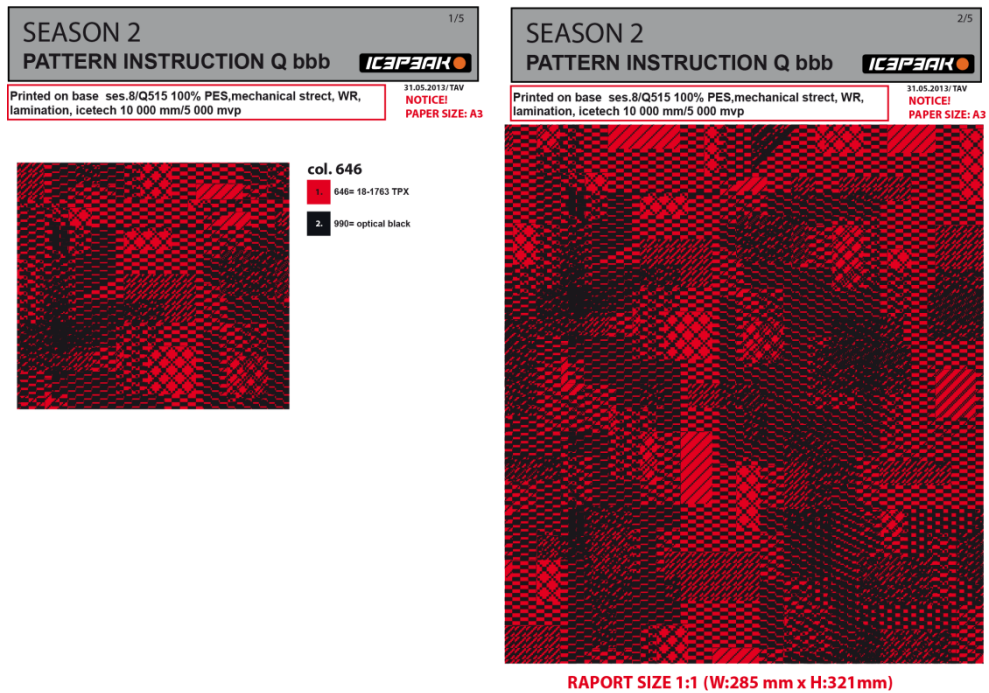 1/5
SEASON 2
PATTERN INSTRUCTION Q bbb
ICEPEAK
31.05.2013/TAV
Printed on base ses.8/Q515 100% PES,mechanical strect, WR,
lamination, icetech 10 000 mm/5 000 mvp
NOTICE!
PAPER SIZE: A3
col. 646
1. 646= 18-1763 TPX
2. 990= optical black
2/5
SEASON 2
PATTERN INSTRUCTION Q bbb
ICEPEAK
31.05.2013/TAV
Printed on base ses.8/Q515 100% PES,mechanical strect, WR,
lamination, icetech 10 000 mm/5 000 mvp
NOTICE!
PAPER SIZE: A3
RAPORT SIZE 1:1 (W:285 mm x H:321mm)